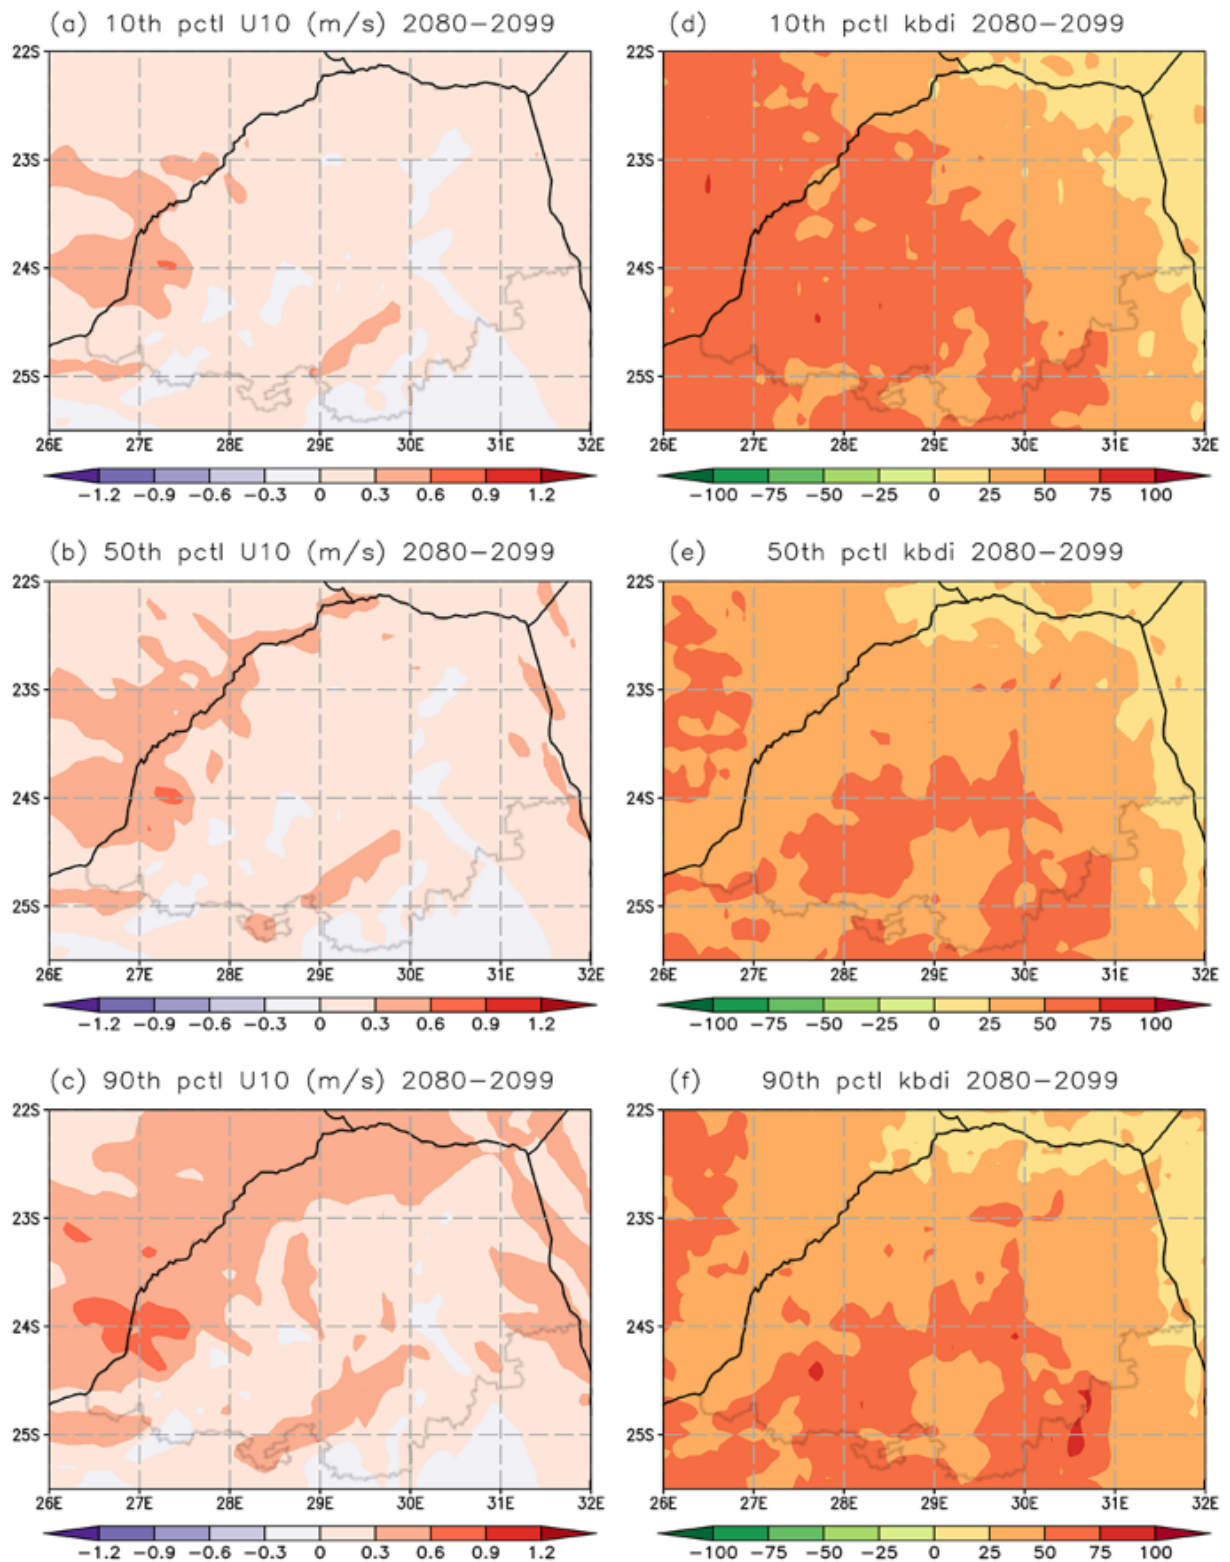 (a) 10th pctl U10 (m/s) 2080−2099
22S
23S
24S
25S
26E 27E 28E 29E 30E 31E 32E
−1.2 −0.9 −0.6 −0.3 0 0.3 0.6 0.9 1.2
(d) 10th pctl kbdi 2080−2099
22S
23S
24S
25S
26E 27E 28E 29E 30E 31E 32E
−100 −75 −50 −25 0 25 50 75 100
(b) 50th pctl U10 (m/s) 2080−2099
22S
23S
24S
25S
26E 27E 28E 29E 30E 31E 32E
−1.2 −0.9 −0.6 −0.3 0 0.3 0.6 0.9 1.2
(e) 50th pctl kbdi 2080−2099
22S
23S
24S
25S
26E 27E 28E 29E 30E 31E 32E
−100 −75 −50 −25 0 25 50 75 100
(c) 90th pctl U10 (m/s) 2080−2099
22S
23S
24S
25S
26E 27E 28E 29E 30E 31E 32E
−1.2 −0.9 −0.6 −0.3 0 0.3 0.6 0.9 1.2
(f) 90th pctl kbdi 2080−2099
22S
23S
24S
25S
26E 27E 28E 29E 30E 31E 32E
−100 −75 −50 −25 0 25 50 75 100